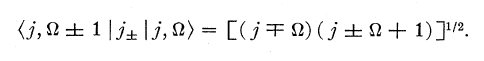 ⟨j, Ω ± 1 | j± | j, Ω⟩ = [(j ∓ Ω)(j ± Ω + 1)]^{1/2}.